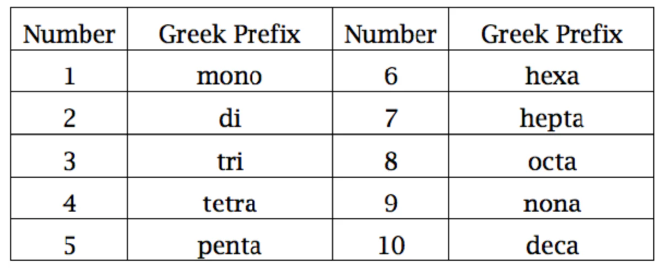 Number Greek Prefix Number Greek Prefix
1 mono 6 hexa
2 di 7 hepta
3 tri 8 octa
4 tetra 9 nona
5 penta 10 deca